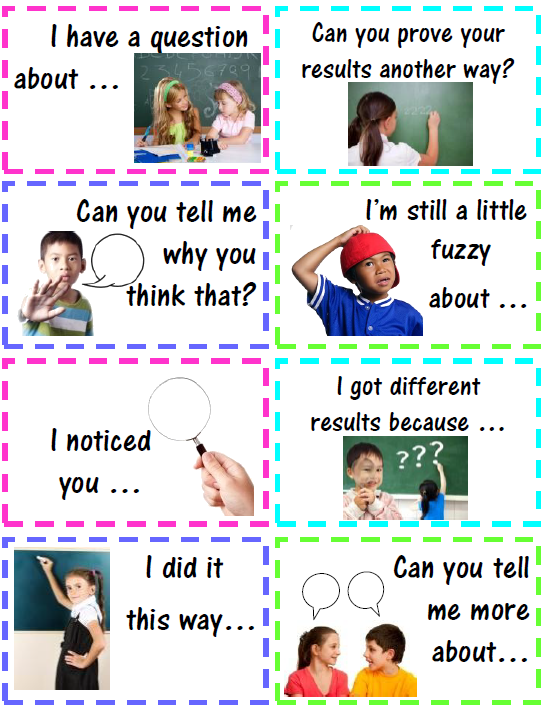 I have a question
about ...
Can you prove your
results another way?
Can you tell me
why you
think that?
I'm still a little
fuzzy
about ...
I noticed
you ...
I got different
results because ...
???
I did it
this way...
Can you tell
me more
about...